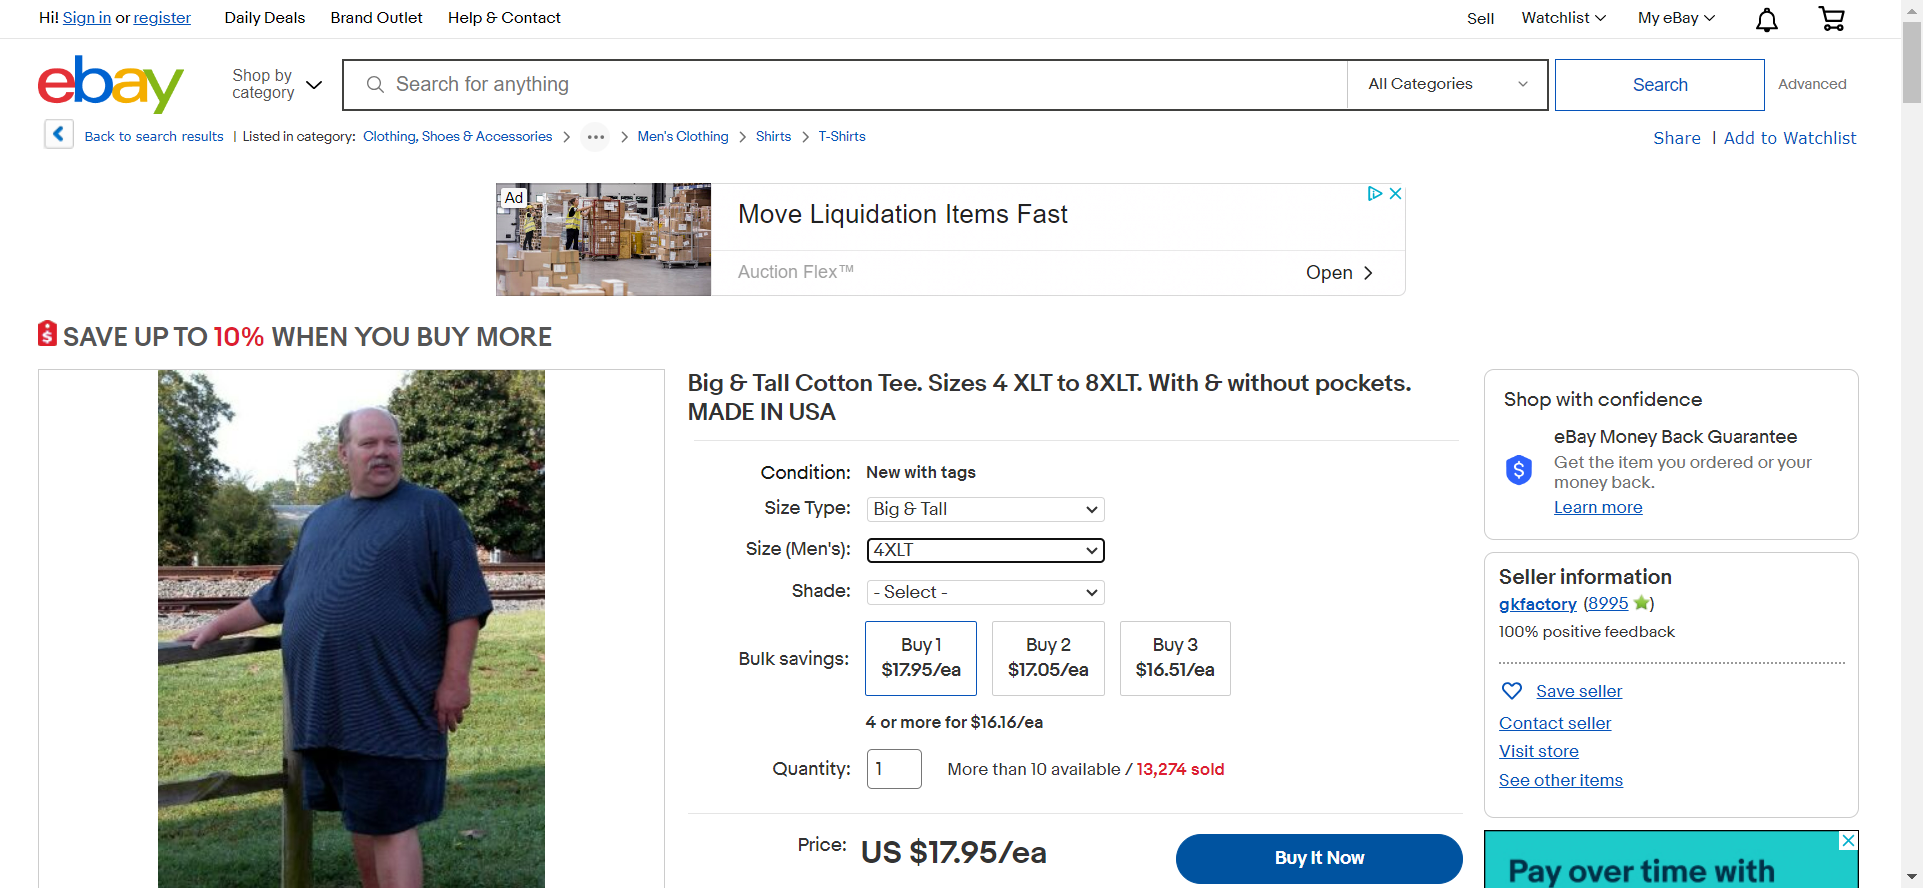 Hi! Sign in or register Daily Deals Brand Outlet Help & Contact Sell Watchlist My eBay
ebay Shop by category Search for anything All Categories Search Advanced
Back to search results | Listed in category: Clothing, Shoes & Accessories > ... > Men's Clothing > Shirts > T-Shirts Share | Add to Watchlist
Ad
Move Liquidation Items Fast
Auction Flex™ Open
SAVE UP TO 10% WHEN YOU BUY MORE
Big & Tall Cotton Tee. Sizes 4 XLT to 8XLT. With & without pockets.
MADE IN USA
Condition: New with tags
Size Type: Big & Tall
Size (Men's): 4XLT
Shade: - Select -
Bulk savings:
Buy 1
$17.95/ea
Buy 2
$17.05/ea
Buy 3
$16.51/ea
4 or more for $16.16/ea
Quantity: 1 More than 10 available / 13,274 sold
Price: US $17.95/ea Buy It Now
Shop with confidence
eBay Money Back Guarantee
Get the item you ordered or your
money back.
Learn more
Seller information
gkfactory (8995)
100% positive feedback
Save seller
Contact seller
Visit store
See other items
Pay over time with